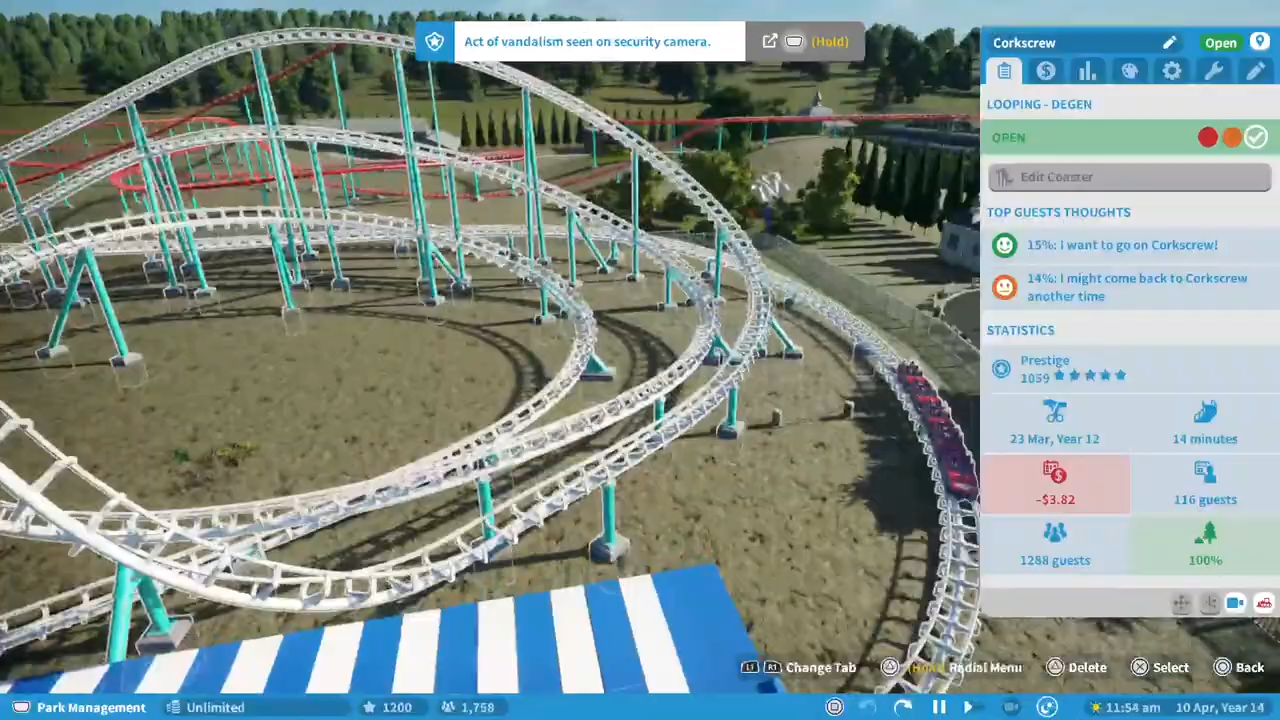 Act of vandalism seen on security camera.
(Hold)
Corkscrew
Open
LOOPING - DEGEN
OPEN
Edit Coaster
TOP GUESTS THOUGHTS
15%: I want to go on Corkscrew!
14%: I might come back to Corkscrew
another time
STATISTICS
Prestige
1059
23 Mar, Year 12
14 minutes
-$3.82
116 guests
1288 guests
100%
L1 R1 Change Tab
(Hold) Radial Menu
Delete
Select
Back
Park Management
Unlimited
1200
1,758
11:54 am
10 Apr, Year 14